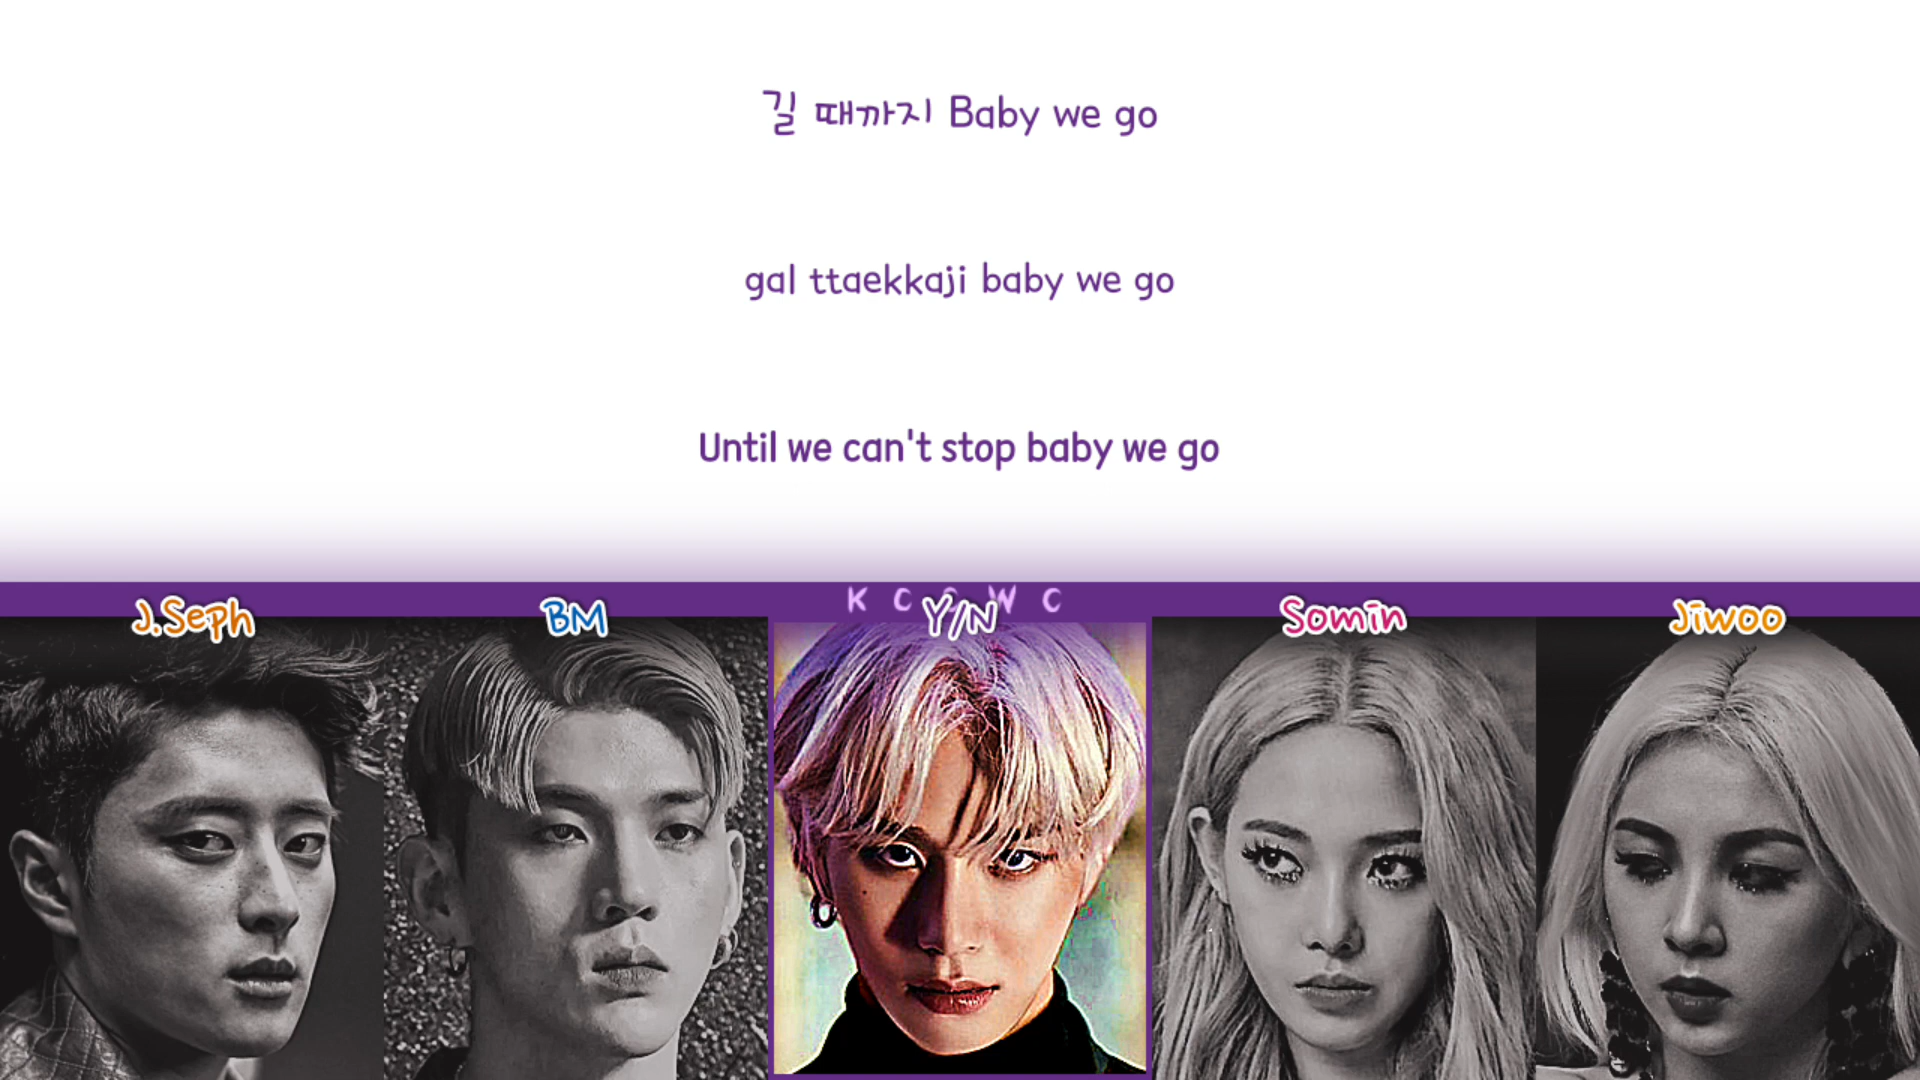 길 때까지 Baby we go
gal ttaekkaji baby we go
Until we can't stop baby we go
J.Seph
BM
Y/N
Somin
Jiwoo